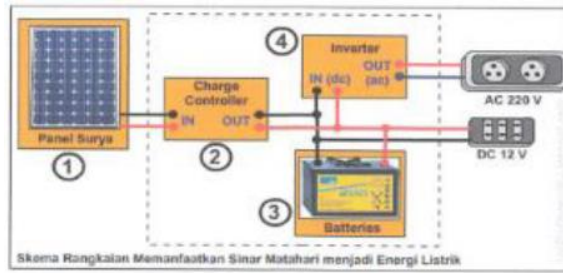 4
Inverter
OUT
IN (dc) (ac)
AC 220 V
Charge
Controller
IN OUT
2
Panel Surya
1
DC 12 V
3
Batteries
Skema Rangkaian Memanfaatkan Sinar Matahari menjadi Energi Listrik